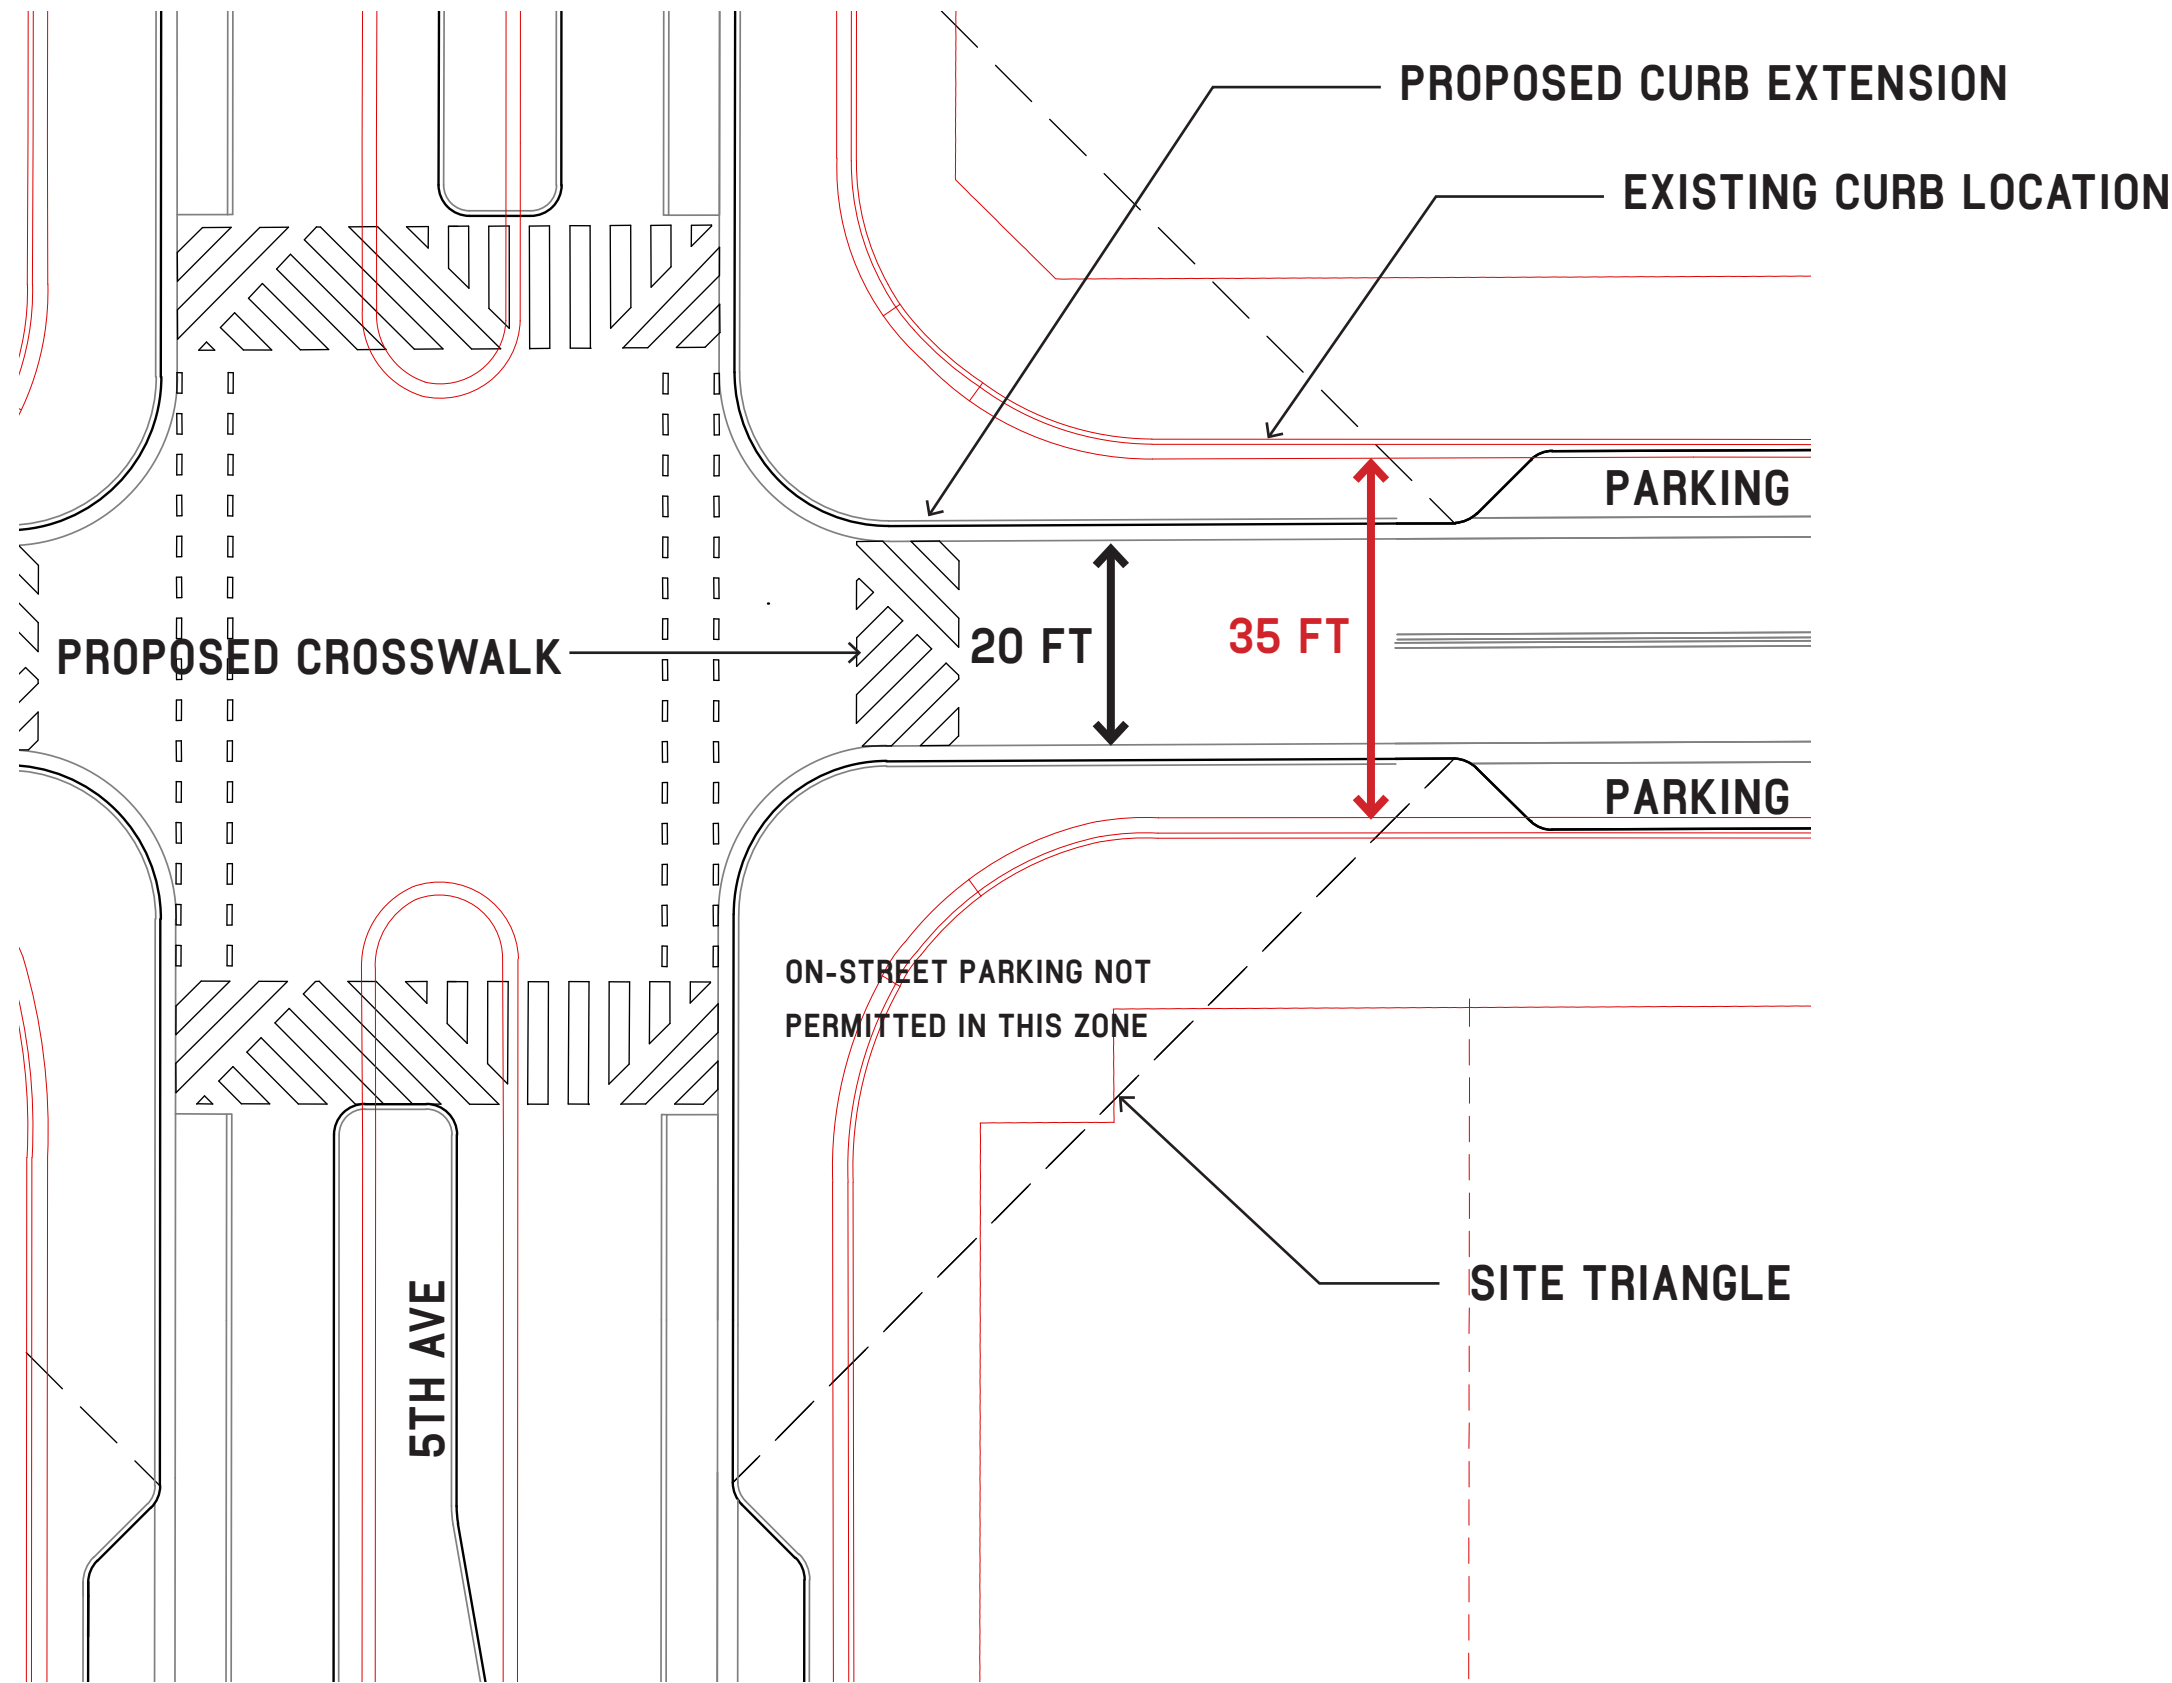 PROPOSED CURB EXTENSION
EXISTING CURB LOCATION
PARKING
PROPOSED CROSSWALK
20 FT
35 FT
PARKING
ON-STREET PARKING NOT
PERMITTED IN THIS ZONE
SITE TRIANGLE
5TH AVE